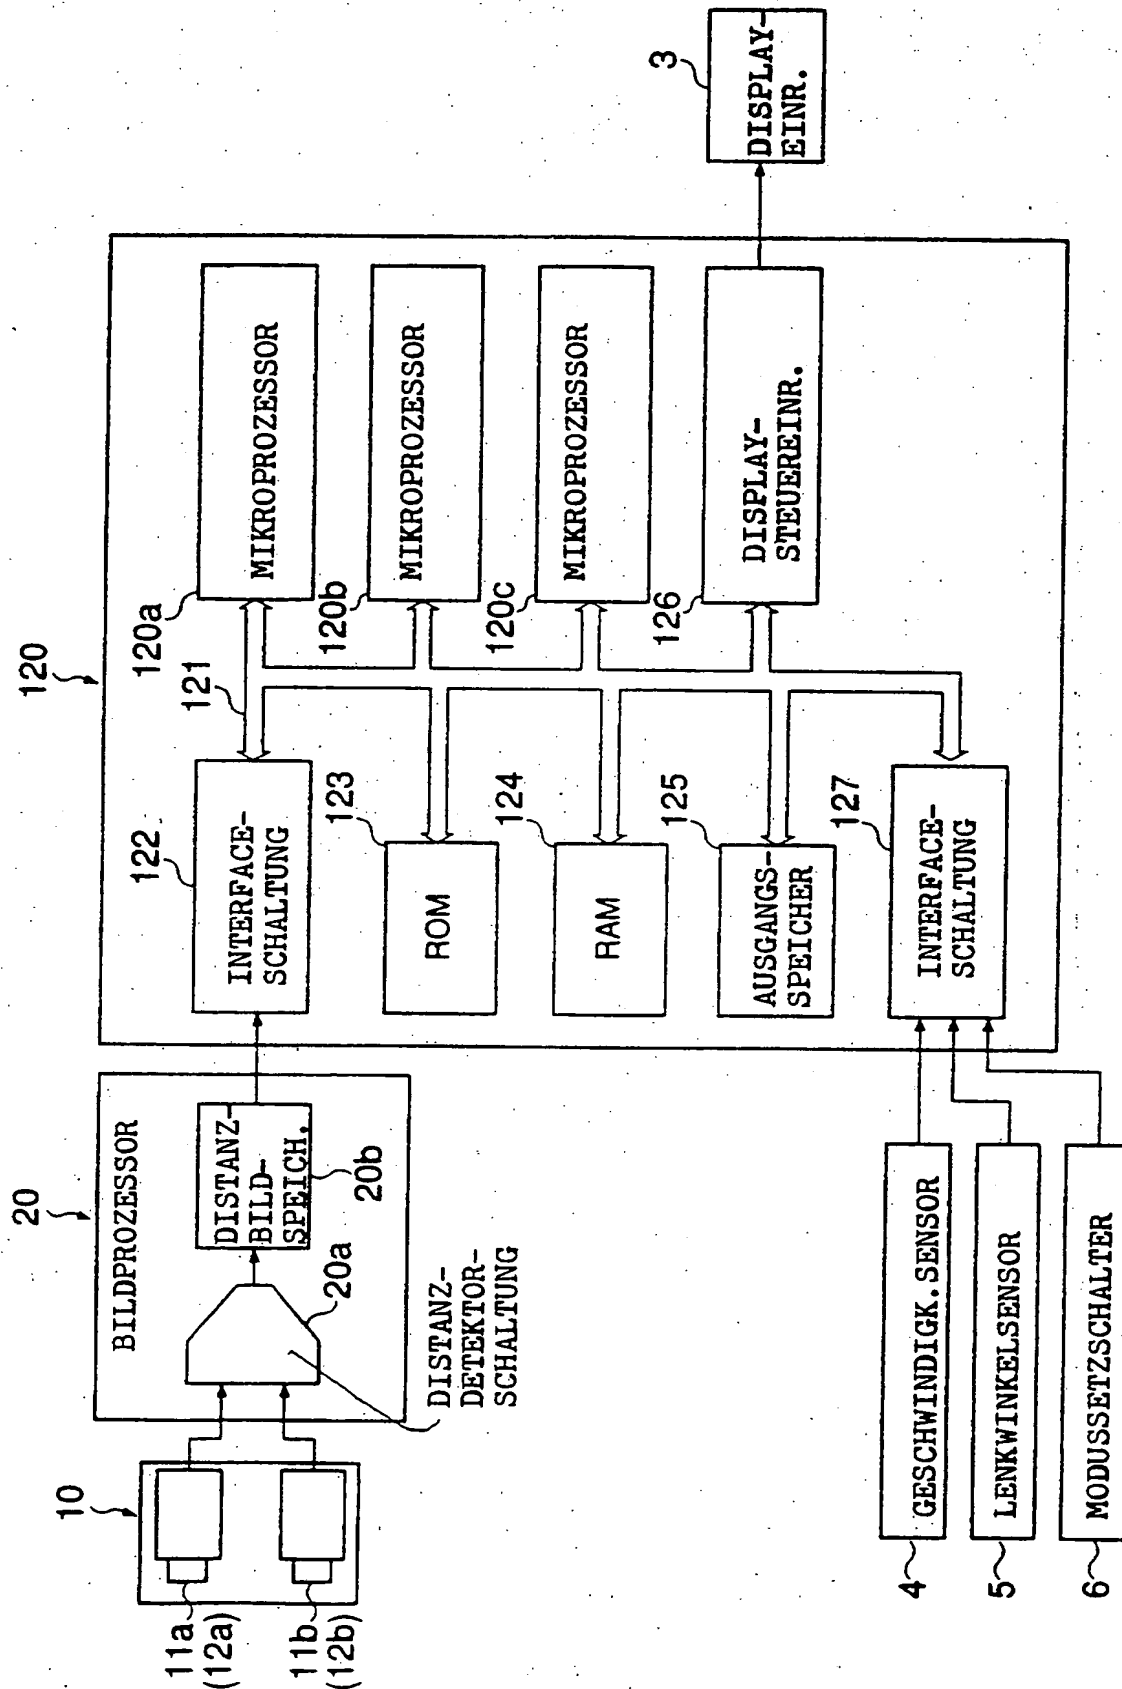 10
11a
(12a)
11b
(12b)
20
BILDPROZESSOR
DISTANZ-
BILD-
SPEICH.
20b
20a
DISTANZ-
DETEKTOR-
SCHALTUNG
120
122
INTERFACE-
SCHALTUNG
121
120a
MIKROPROZESSOR
123
ROM
120b
MIKROPROZESSOR
124
RAM
120c
MIKROPROZESSOR
125
AUSGANGS-
SPEICHER
126
DISPLAY-
STEUEREINR.
127
INTERFACE-
SCHALTUNG
3
DISPLAY-
EINR.
4
GESCHWINDIGK.SENSOR
5
LENKWINKELSENSOR
6
MODUSSETZSCHALTER